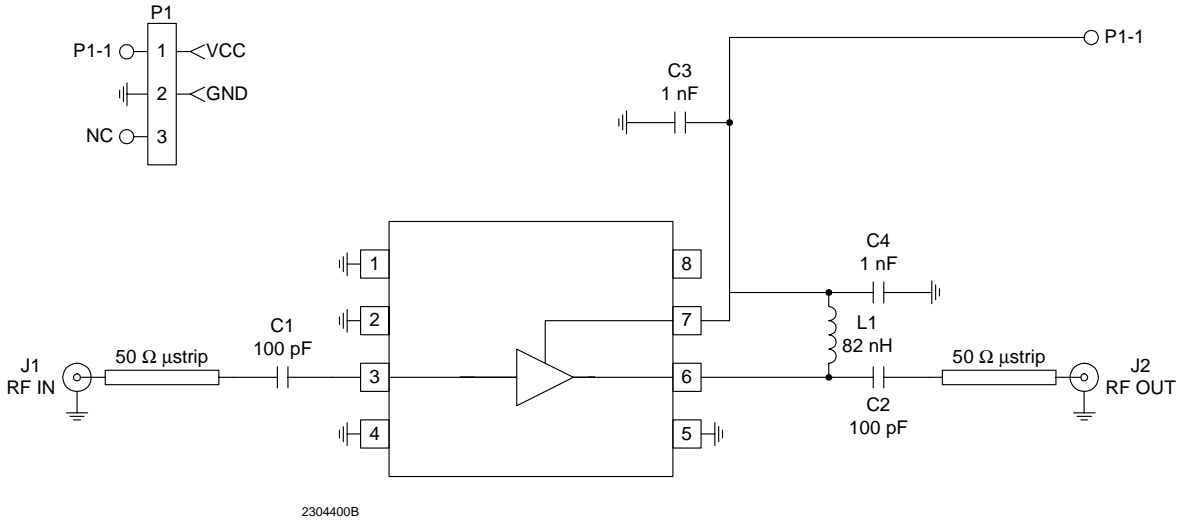 P1
P1-1 1 VCC
2 GND
NC 3
P1-1
C3
1 nF
C4
1 nF
1
8
2
7
L1
82 nH
C1
100 pF
J1
RF IN
50 Ω μstrip
3
6
50 Ω μstrip
J2
RF OUT
C2
100 pF
4
5
2304400B